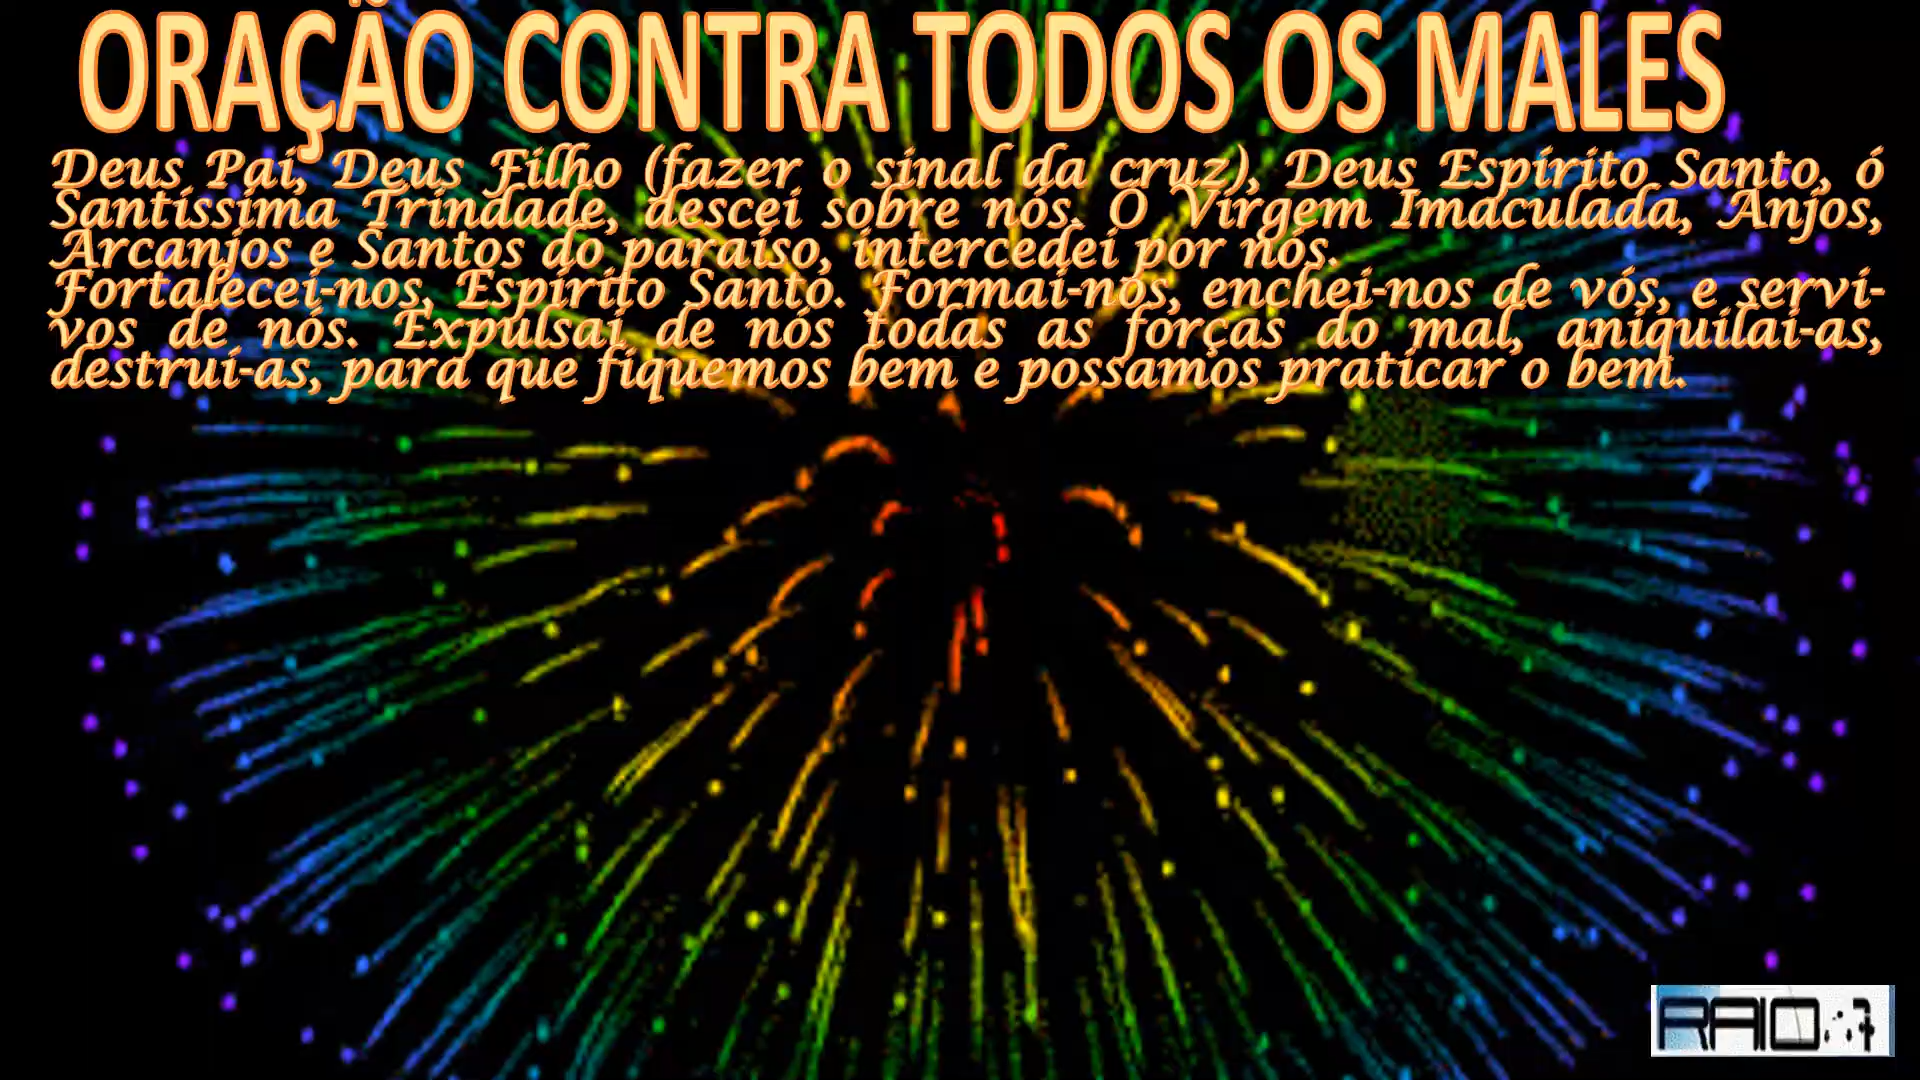 ORAÇÃO CONTRA TODOS OS MALES
Deus Pai, Deus Filho (fazer o sinal da cruz), Deus Espírito Santo, ó
Santíssima Trindade, descei sobre nós. Ó Virgem Imaculada, Anjos,
Arcanjos e Santos do paraíso, intercedei por nós.
Fortalecei-nos, Espírito Santo. Formai-nos, enchei-nos de vós, e servi-
vos de nós. Expulsai de nós todas as forças do mal, aniquilai-as,
destruí-as, para que fiquemos bem e possamos praticar o bem.
RAIO